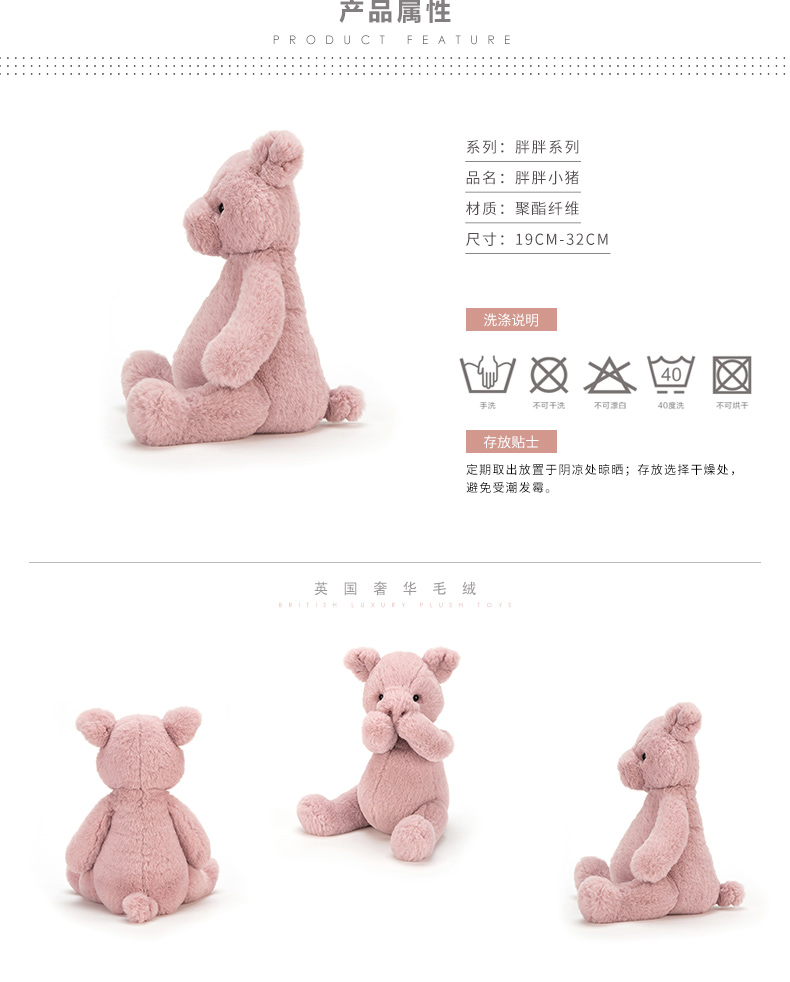 产品属性
PRODUCT FEATURE
系列：胖胖系列
品名：胖胖小猪
材质：聚酯纤维
尺寸：19CM-32CM
洗涤说明
40
手洗
不可干洗
不可漂白
40度洗
不可烘干
存放贴士
定期取出放置于阴凉处晾晒；存放选择干燥处，
避免受潮发霉。
英国奢华毛绒
BRITISH LUXURY PLUSH TOYS